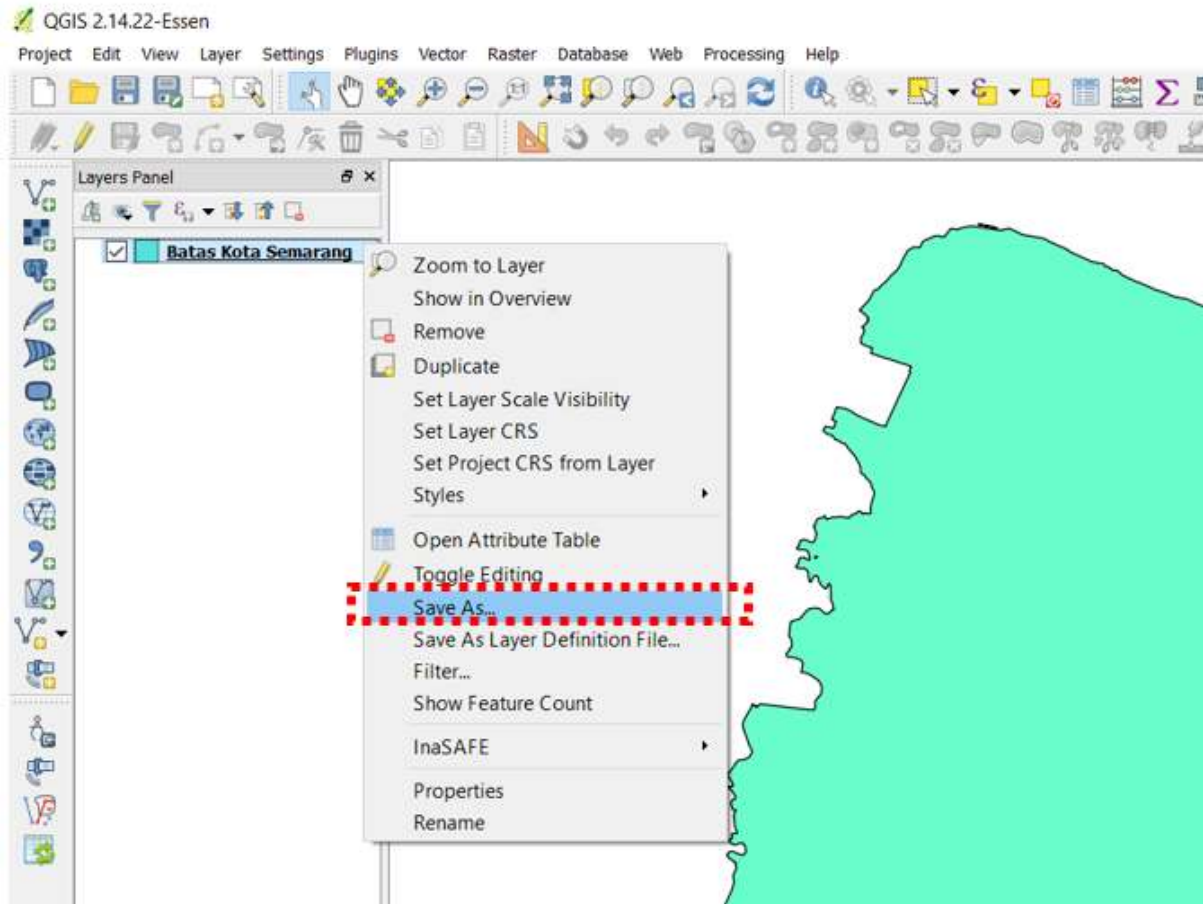 QGIS 2.14.22-Essen
Project Edit View Layer Settings Plugins Vector Raster Database Web Processing Help
Layers Panel
Batas Kota Semarang
Zoom to Layer
Show in Overview
Remove
Duplicate
Set Layer Scale Visibility
Set Layer CRS
Set Project CRS from Layer
Styles
Open Attribute Table
Toggle Editing
Save As...
Save As Layer Definition File...
Filter...
Show Feature Count
InaSAFE
Properties
Rename